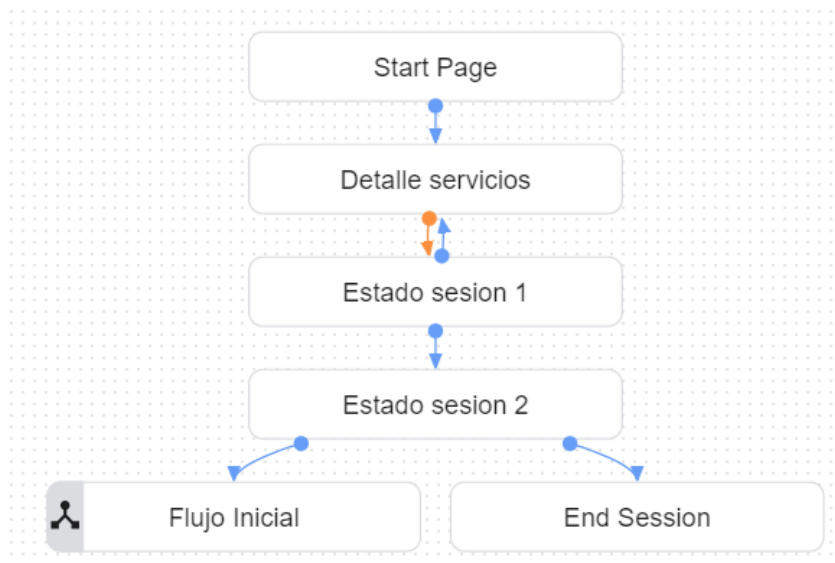 Start Page
Detalle servicios
Estado sesion 1
Estado sesion 2
Flujo Inicial
End Session